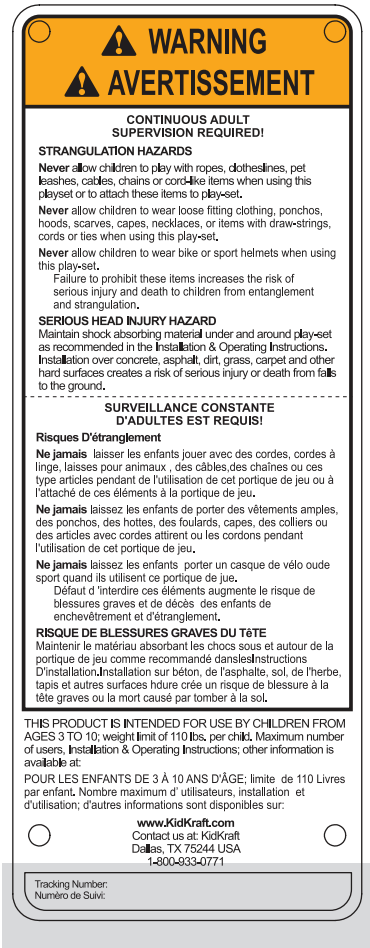 WARNING
AVERTISSEMENT
CONTINUOUS ADULT
SUPERVISION REQUIRED!
STRANGULATION HAZARDS
Never allow children to play with ropes, clotheslines, pet
leashes, cables, chains or cord-like items when using this
playset or to attach these items to play-set.
Never allow children to wear loose fitting clothing, ponchos,
hoods, scarves, capes, necklaces, or items with draw-strings,
cords or ties when using this play-set.
Never allow children to wear bike or sport helmets when using
this play-set.
Failure to prohibit these items increases the risk of
serious injury and death to children from entanglement
and strangulation.
SERIOUS HEAD INJURY HAZARD
Maintain shock absorbing material under and around play-set
as recommended in the Installation & Operating Instructions.
Installation over concrete, asphalt, dirt, grass, carpet and other
hard surfaces creates a risk of serious injury or death from falls
to the ground.
SURVEILLANCE CONSTANTE
D'ADULTES EST REQUIS!
Risques D'étranglement
Ne jamais laisser les enfants jouer avec des cordes, cordes à
linge, laisses pour animaux , des câbles,des chaînes ou ces
type articles pendant de l'utilisation de cet portique de jeu ou à
l'attaché de ces éléments à la portique de jeu.
Ne jamais laissez les enfants de porter des vêtements amples,
des ponchos, des hottes, des foulards, capes, des colliers ou
des articles avec cordes attirent ou les cordons pendant
l'utilisation de cet portique de jeu.
Ne jamais laissez les enfants porter un casque de vélo oude
sport quand ils utilisent ce portique de jue.
Défaut d 'interdire ces éléments augmente le risque de
blessures graves et de décès des enfants de
enchevêtrement et d'étranglement.
RISQUE DE BLESSURES GRAVES DU TêTE
Maintenir le matériau absorbant les chocs sous et autour de la
portique de jeu comme recommandé danslesInstructions
D'installation.Installation sur béton, de l'asphalte, sol, de l'herbe,
tapis et autres surfaces hdure crée un risque de blessure à la
tête graves ou la mort causé par tomber à la sol.
THIS PRODUCT IS INTENDED FOR USE BY CHILDREN FROM
AGES 3 TO 10; weight limit of 110 lbs. per child. Maximum number
of users, Installation & Operating Instructions; other information is
available at:
POUR LES ENFANTS DE 3 À 10 ANS D'ÂGE; limite de 110 Livres
par enfant. Nombre maximum d' utilisateurs, installation et
d'utilisation; d'autres informations sont disponibles sur:
www.KidKraft.com
Contact us at: KidKraft
Dallas, TX 75244 USA
1-800-933-0771
Tracking Number:
Numéro de Suivi: